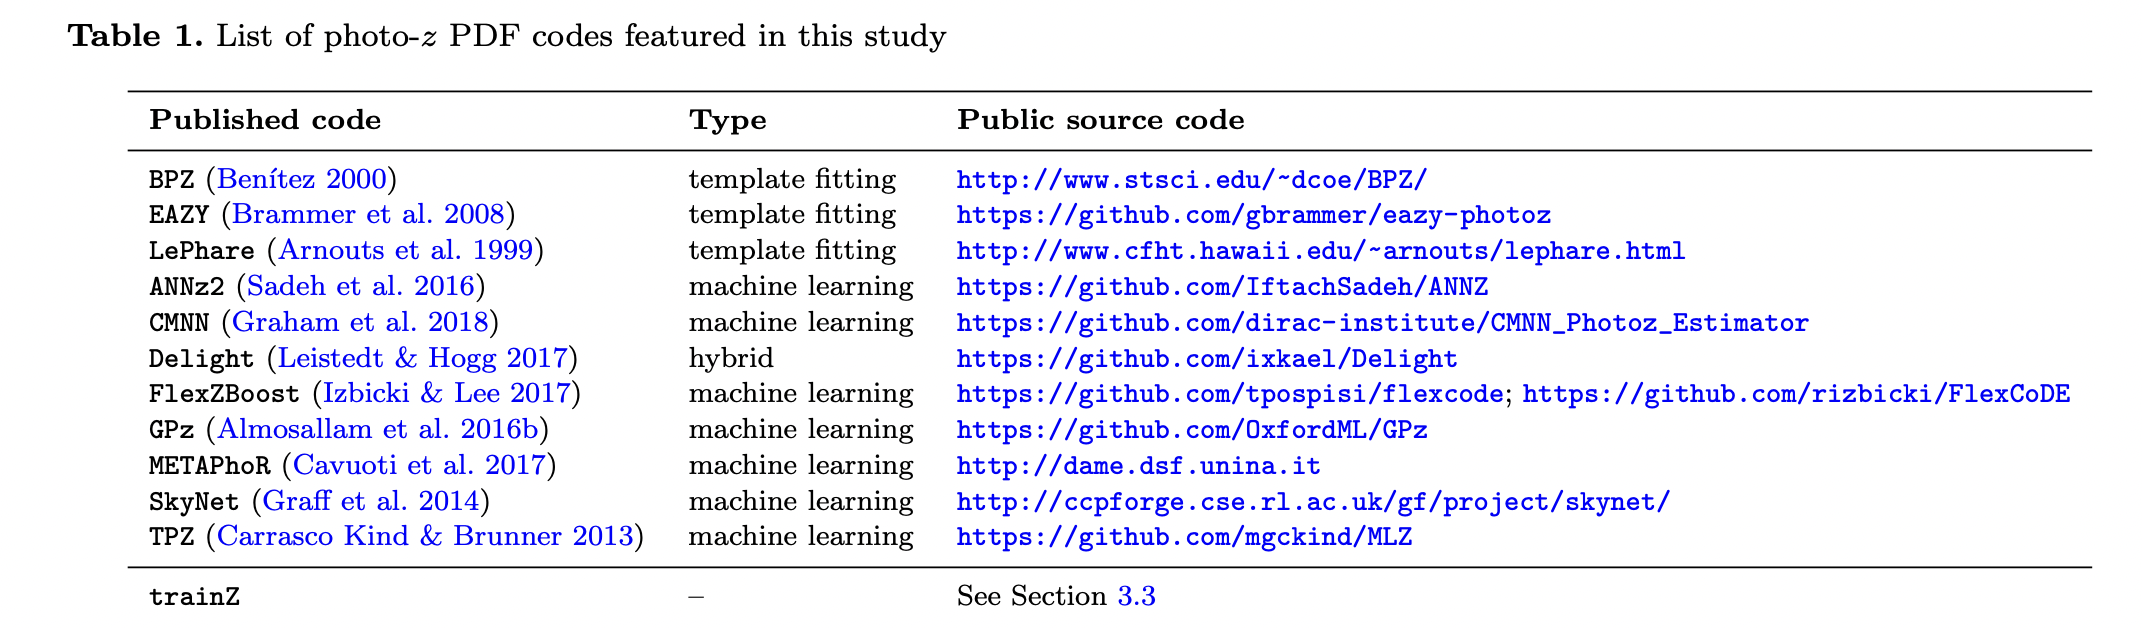 Table 1. List of photo-z PDF codes featured in this study
Published code Type Public source code
BPZ (Benítez 2000) template fitting http://www.stsci.edu/~dcoe/BPZ/
EAZY (Brammer et al. 2008) template fitting https://github.com/gbrammer/eazy-photoz
LePhare (Arnouts et al. 1999) template fitting http://www.cfht.hawaii.edu/~arnouts/lephare.html
ANNz2 (Sadeh et al. 2016) machine learning https://github.com/IftachSadeh/ANNZ
CMNN (Graham et al. 2018) machine learning https://github.com/dirac-institute/CMNN_Photoz_Estimator
Delight (Leistedt & Hogg 2017) hybrid https://github.com/ixkael/Delight
FlexZBoost (Izbicki & Lee 2017) machine learning https://github.com/tpospisi/flexcode; https://github.com/rizbicki/FlexCoDE
GPz (Almosallam et al. 2016b) machine learning https://github.com/OxfordML/GPz
METAPhoR (Cavuoti et al. 2017) machine learning http://dame.dsf.unina.it
SkyNet (Graff et al. 2014) machine learning http://ccpforge.cse.rl.ac.uk/gf/project/skynet/
TPZ (Carrasco Kind & Brunner 2013) machine learning https://github.com/mgckind/MLZ
trainZ – See Section 3.3